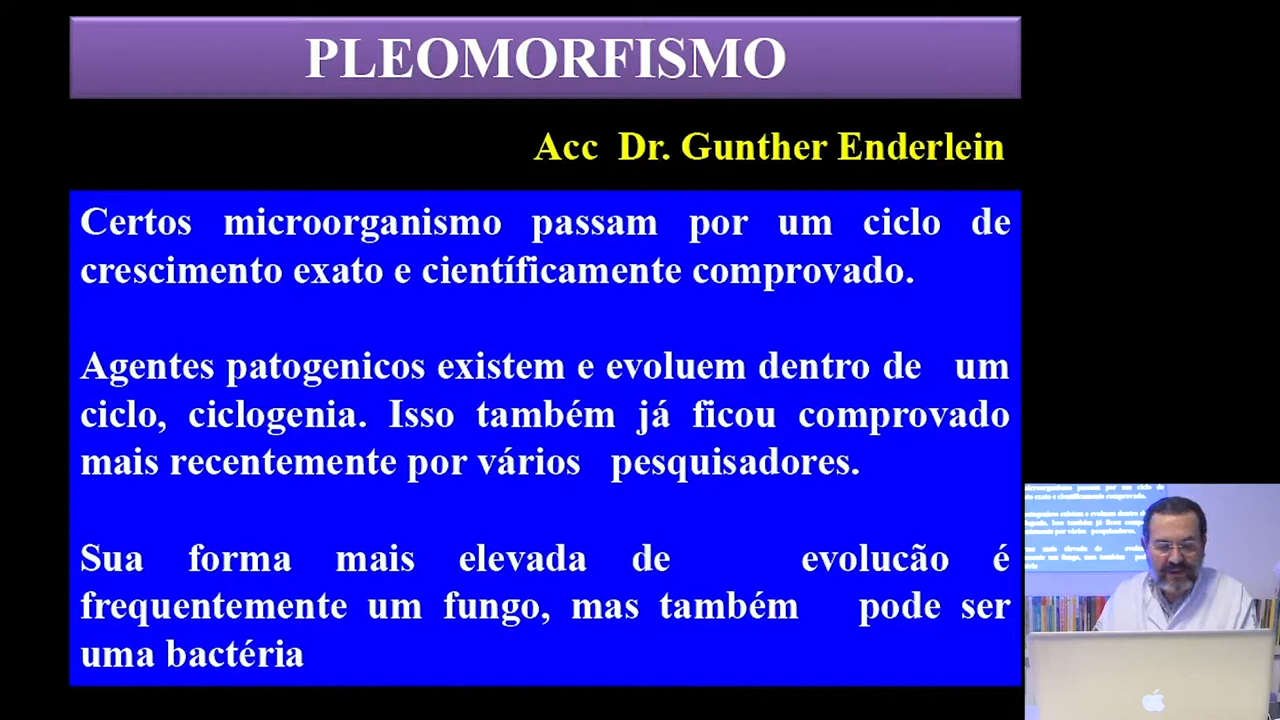 PLEOMORFISMO
Acc Dr. Gunther Enderlein
Certos microorganismo passam por um ciclo de
crescimento exato e científicamente comprovado.
Agentes patogenicos existem e evoluem dentro de um
ciclo, ciclogenia. Isso também já ficou comprovado
mais recentemente por vários pesquisadores.
Sua forma mais elevada de evolucão é
frequentemente um fungo, mas também pode ser
uma bactéria